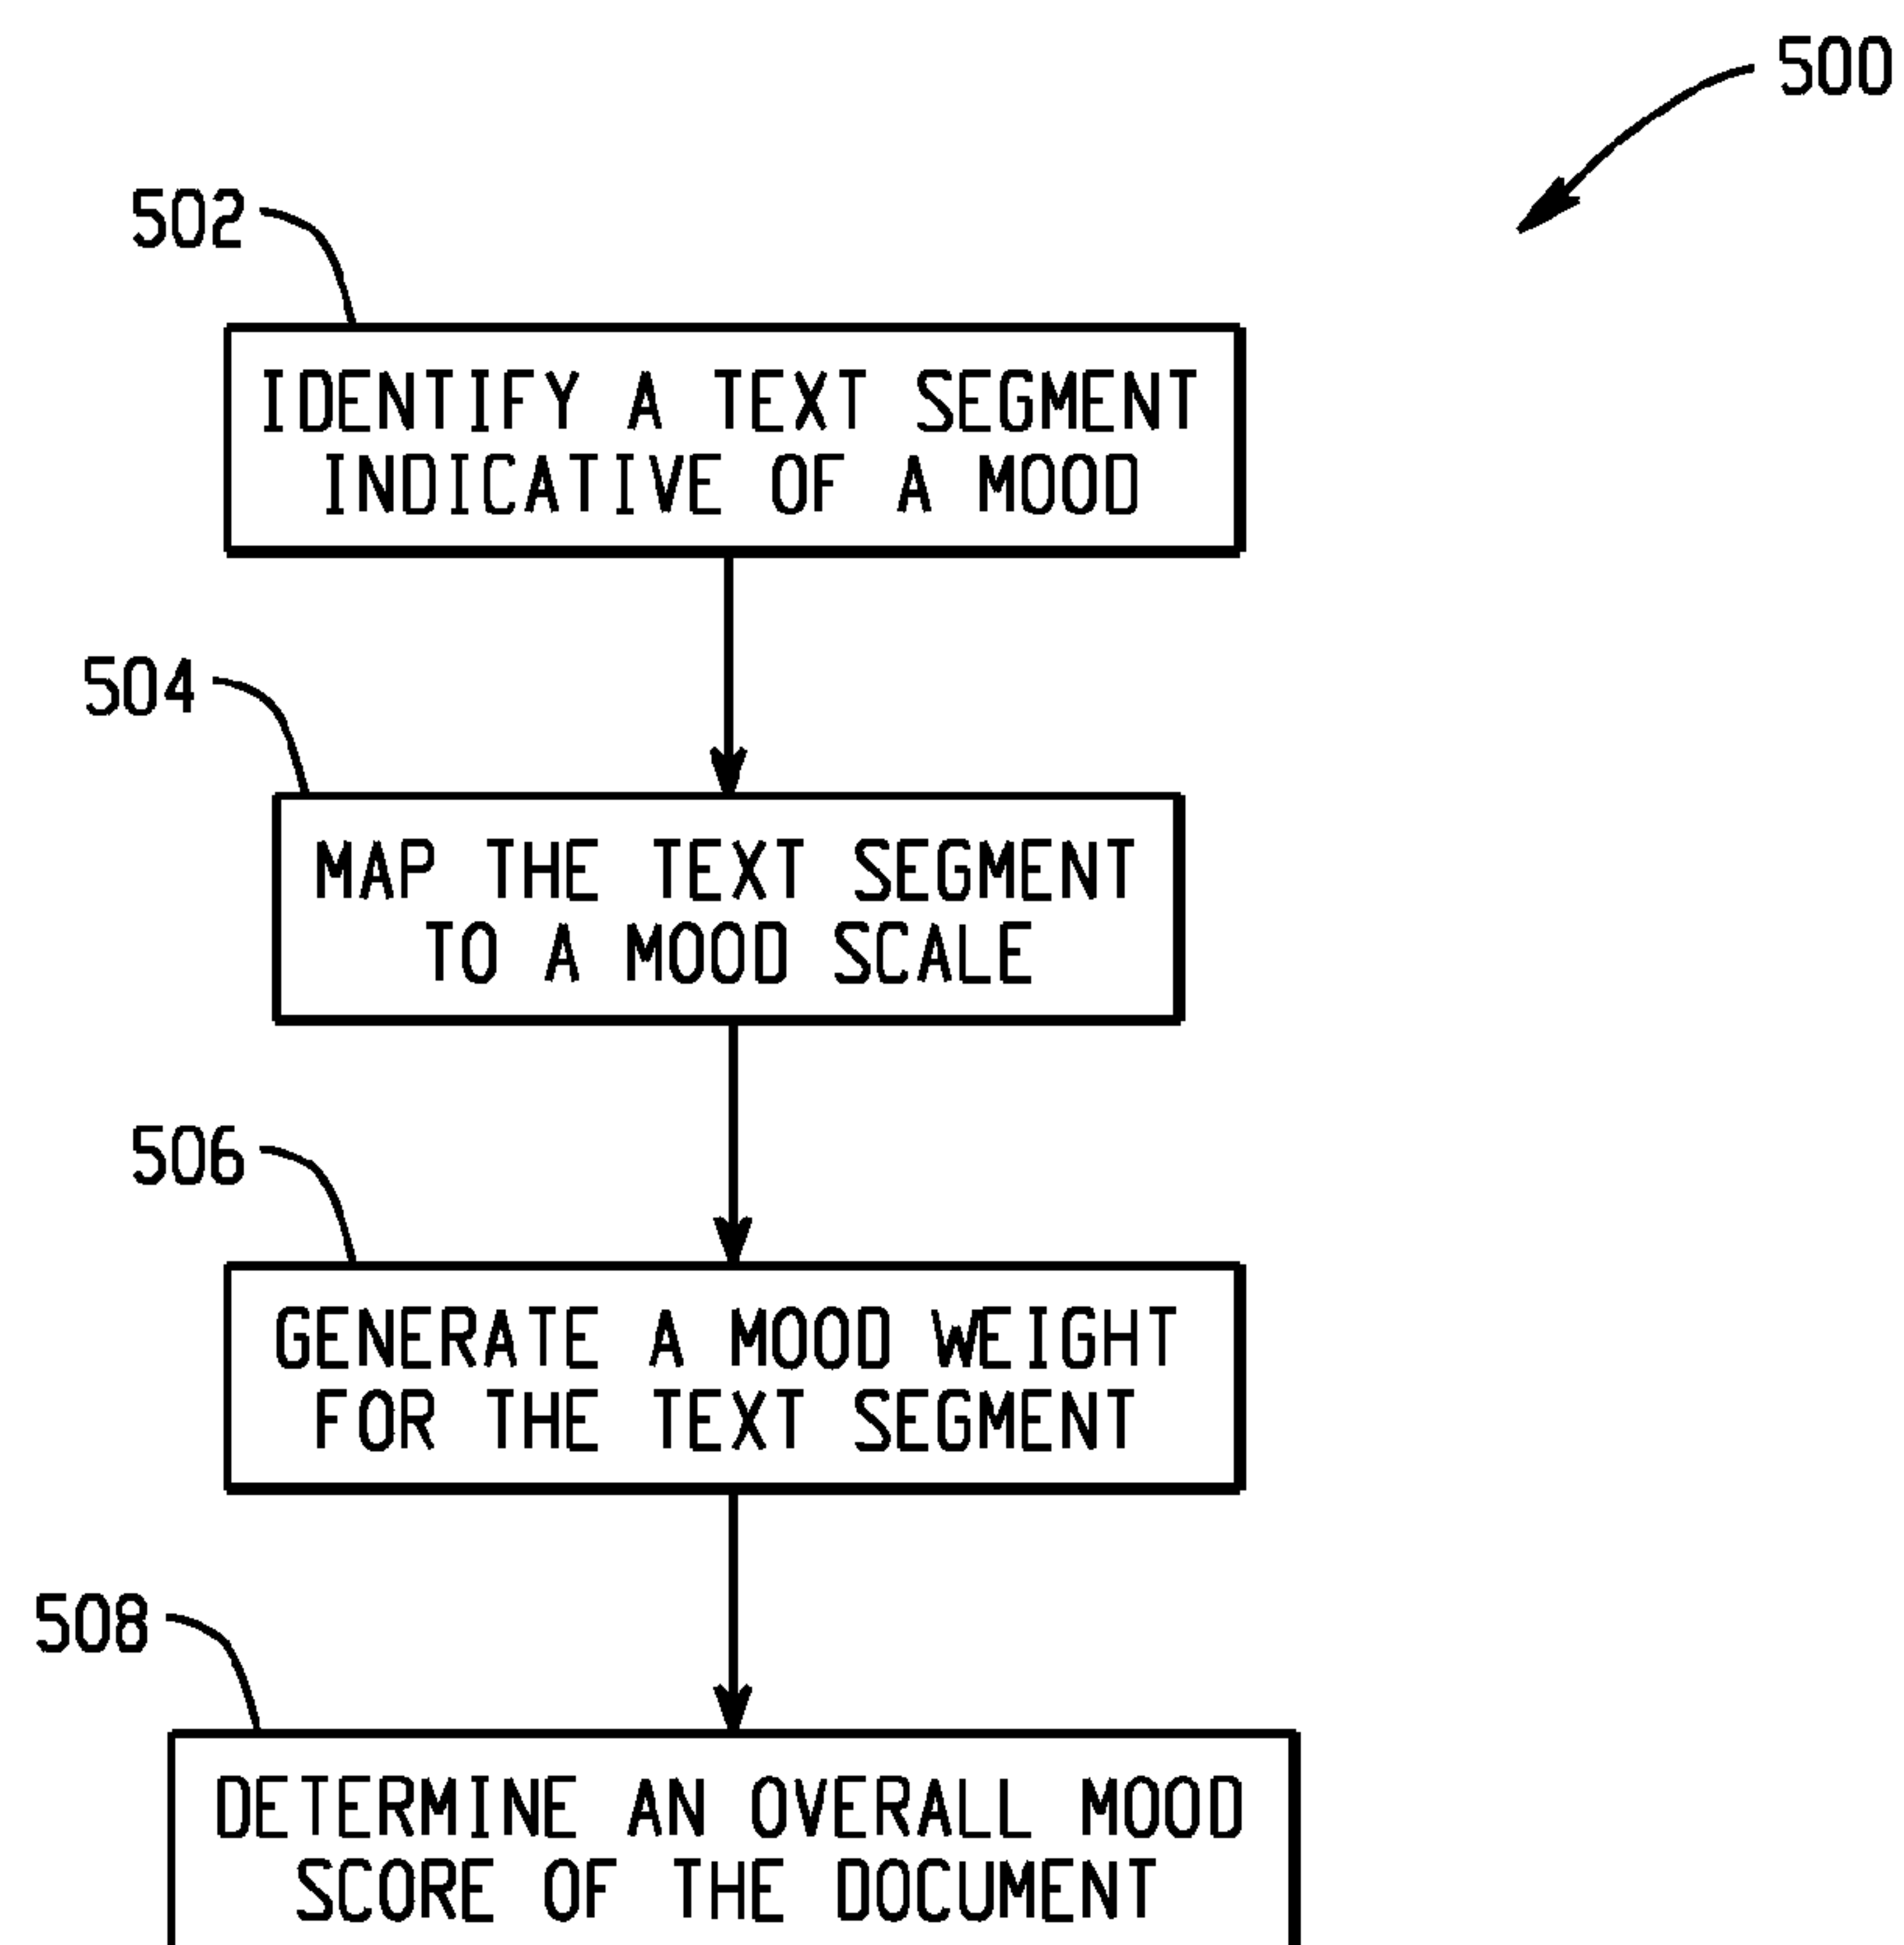 500
502
IDENTIFY A TEXT SEGMENT
INDICATIVE OF A MOOD
504
MAP THE TEXT SEGMENT
TO A MOOD SCALE
506
GENERATE A MOOD WEIGHT
FOR THE TEXT SEGMENT
508
DETERMINE AN OVERALL MOOD
SCORE OF THE DOCUMENT